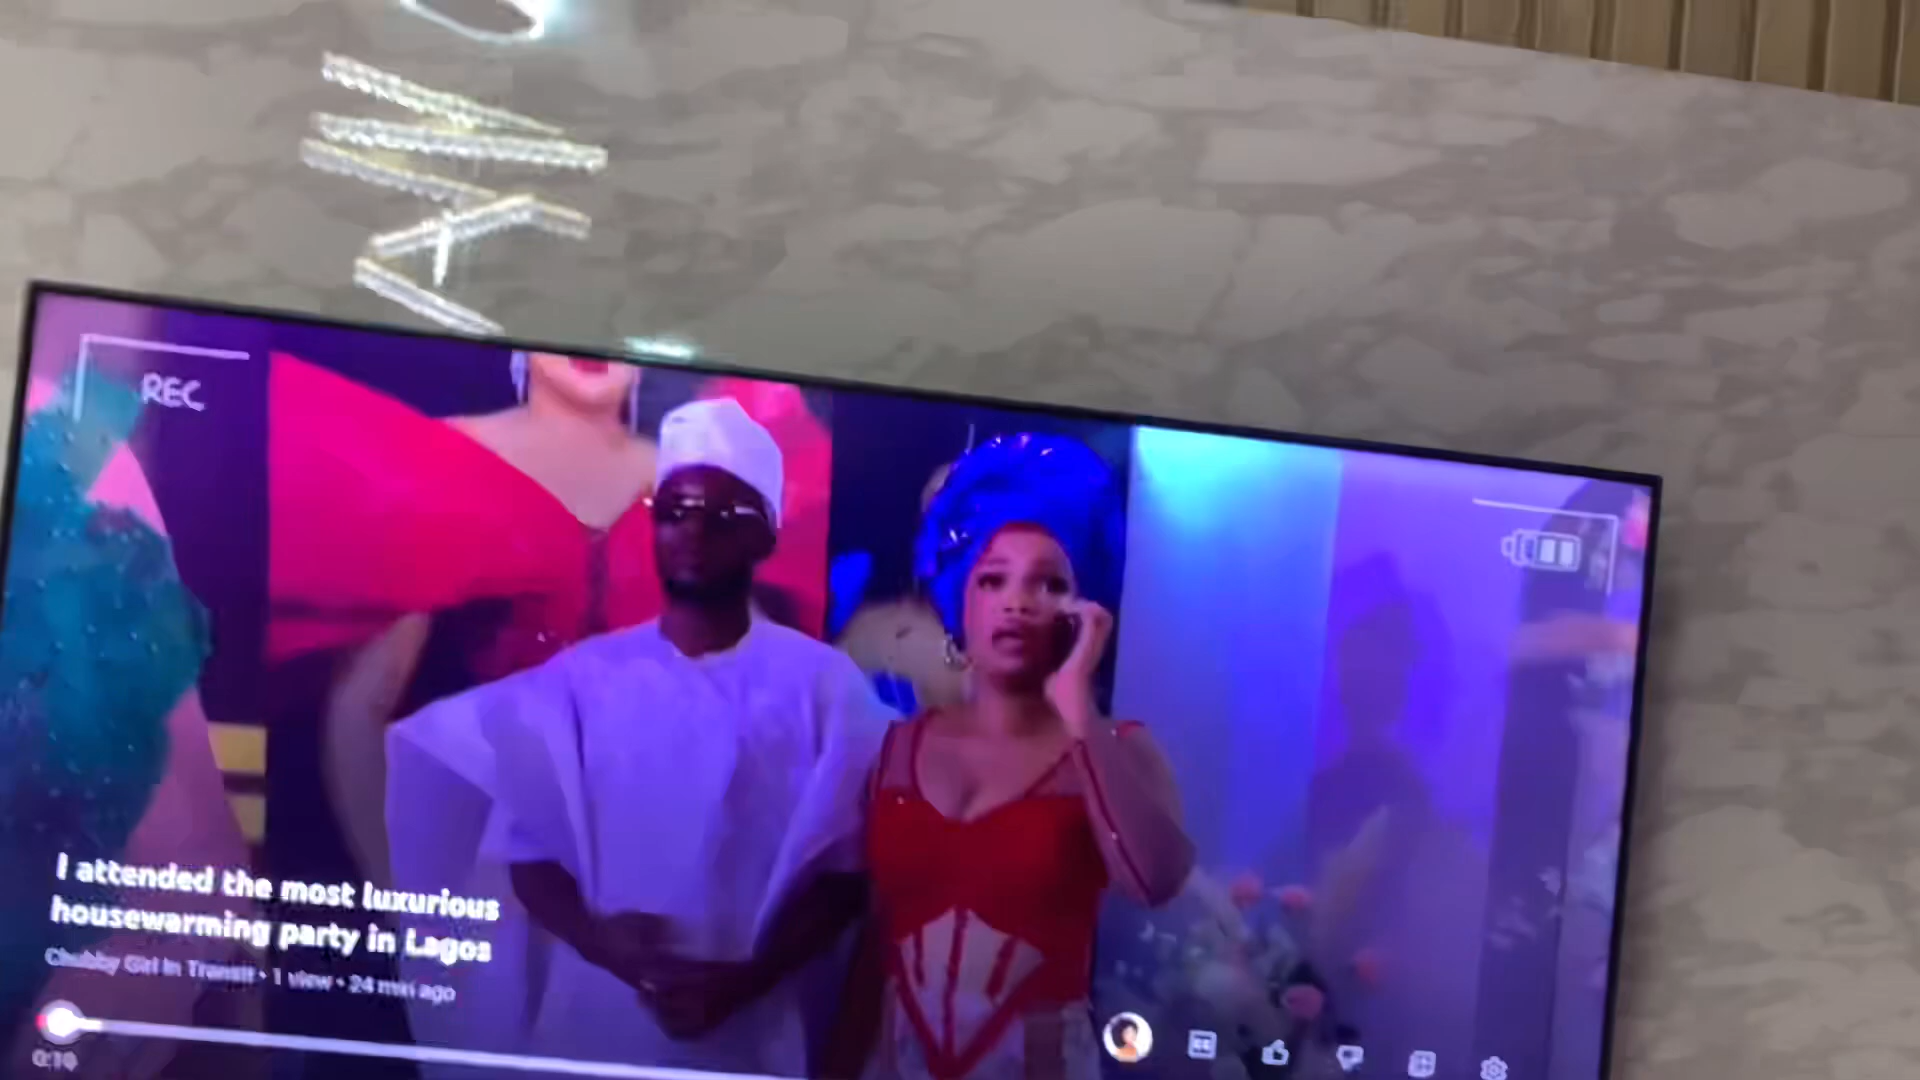 REC
I attended the most luxurious
housewarming party in Lagos
Chubby Girl In Transit • 1 view • 24 min ago
0:10